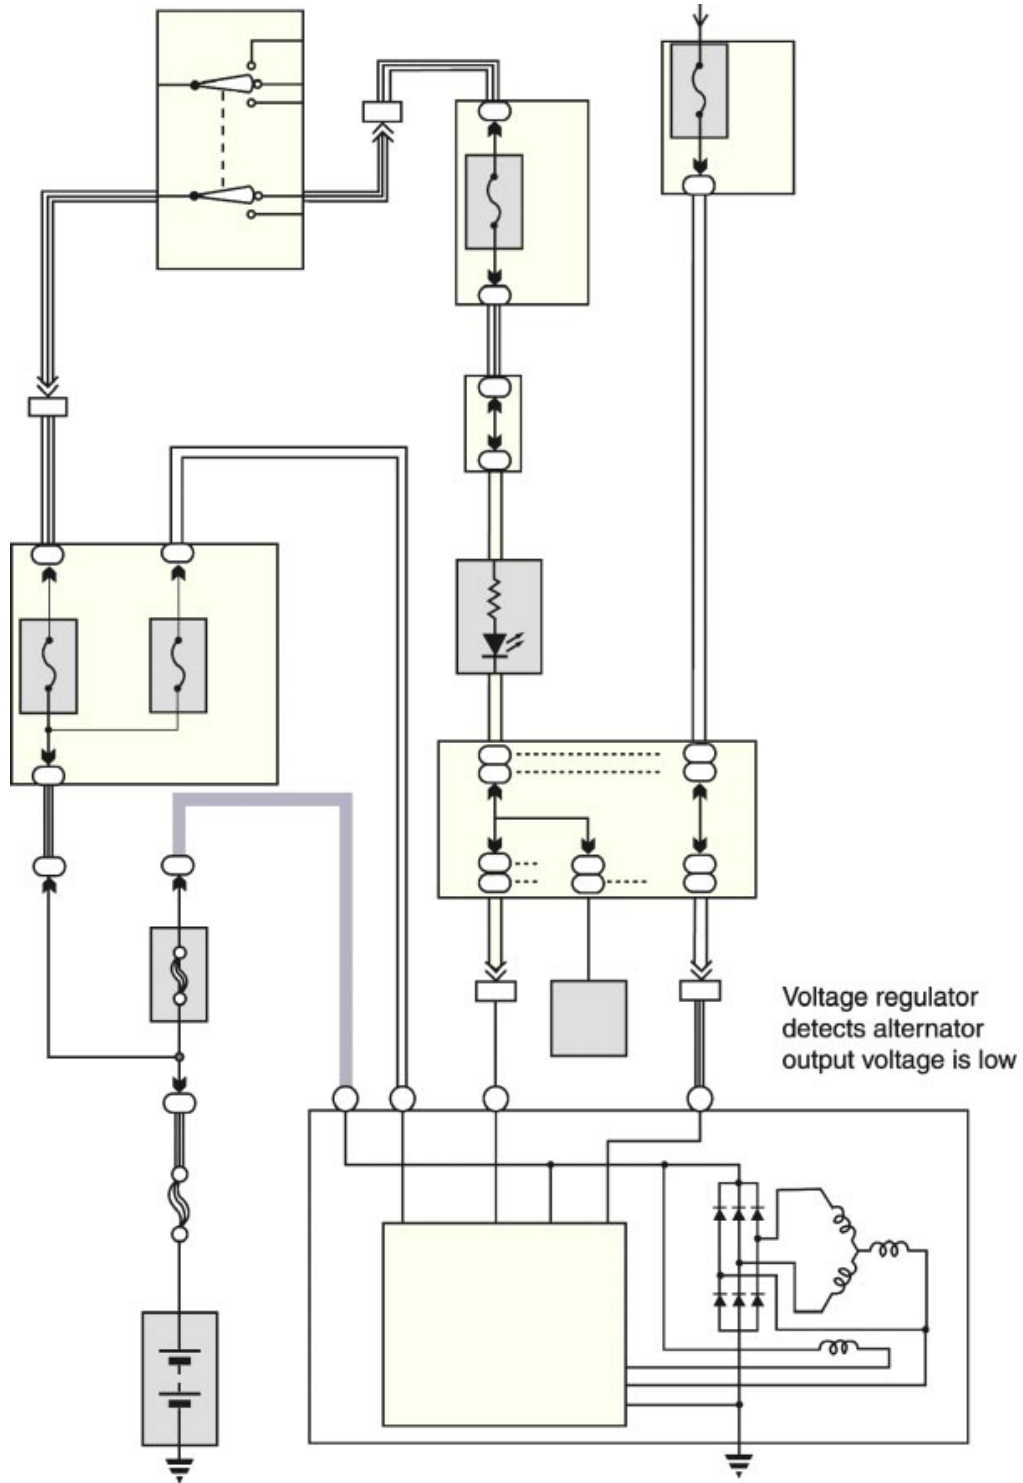 Voltage regulator
detects alternator
output voltage is low